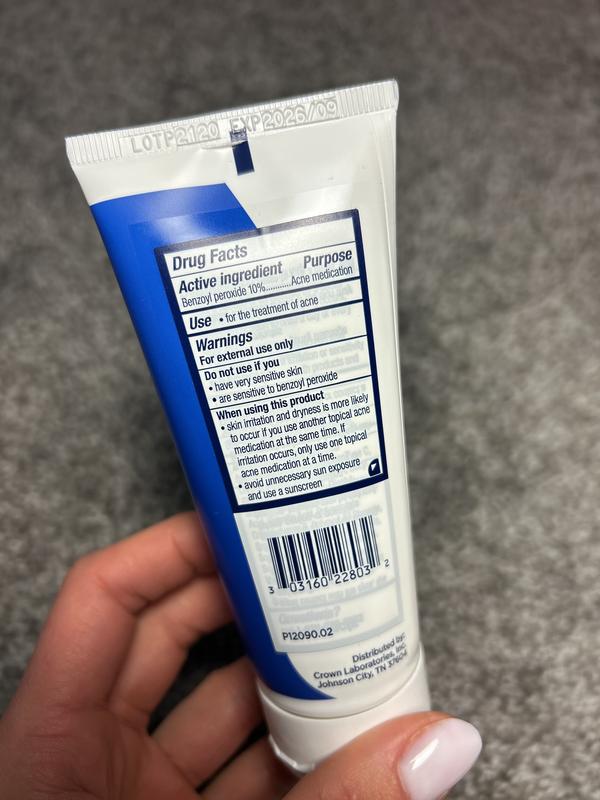 LOTP2120 EXP2026/09
Drug Facts
Active ingredient Purpose
Benzoyl peroxide 10%..........Acne medication
Use • for the treatment of acne
Warnings
For external use only
Do not use if you
• have very sensitive skin
• are sensitive to benzoyl peroxide
When using this product
• skin irritation and dryness is more likely
to occur if you use another topical acne
medication at the same time. If
irritation occurs, only use one topical
acne medication at a time.
• avoid unnecessary sun exposure
and use a sunscreen
3 03160 22803 2
P12090.02
Distributed by:
Crown Laboratories, Inc.
Johnson City, TN 37604